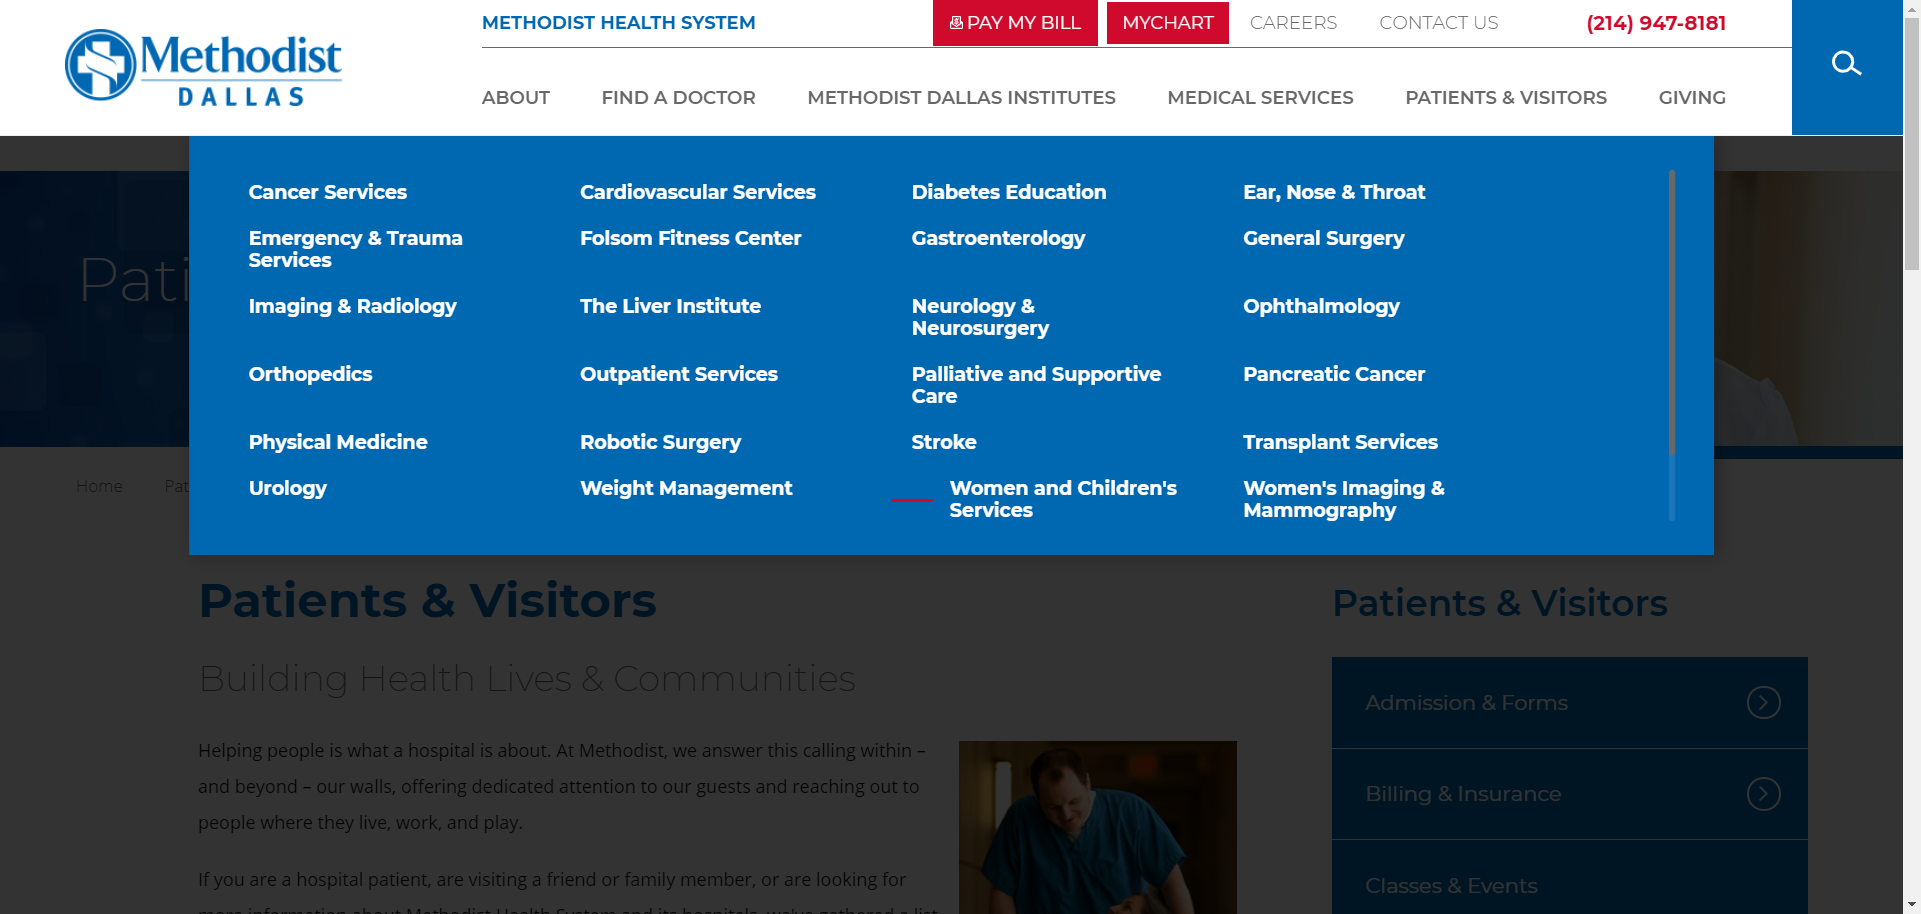 METHODIST HEALTH SYSTEM
PAY MY BILL
MYCHART
CAREERS
CONTACT US
(214) 947-8181
Methodist
DALLAS
ABOUT
FIND A DOCTOR
METHODIST DALLAS INSTITUTES
MEDICAL SERVICES
PATIENTS & VISITORS
GIVING
Cancer Services
Cardiovascular Services
Diabetes Education
Ear, Nose & Throat
Emergency & Trauma
Services
Folsom Fitness Center
Gastroenterology
General Surgery
Imaging & Radiology
The Liver Institute
Neurology &
Neurosurgery
Ophthalmology
Orthopedics
Outpatient Services
Palliative and Supportive
Care
Pancreatic Cancer
Physical Medicine
Robotic Surgery
Stroke
Transplant Services
Urology
Weight Management
Women and Children's
Services
Women's Imaging &
Mammography
Home
Patients & Visitors
Building Health Lives & Communities
Helping people is what a hospital is about. At Methodist, we answer this calling within –
and beyond – our walls, offering dedicated attention to our guests and reaching out to
people where they live, work, and play.
If you are a hospital patient, are visiting a friend or family member, or are looking for
Patients & Visitors
Admission & Forms
Billing & Insurance
Classes & Events